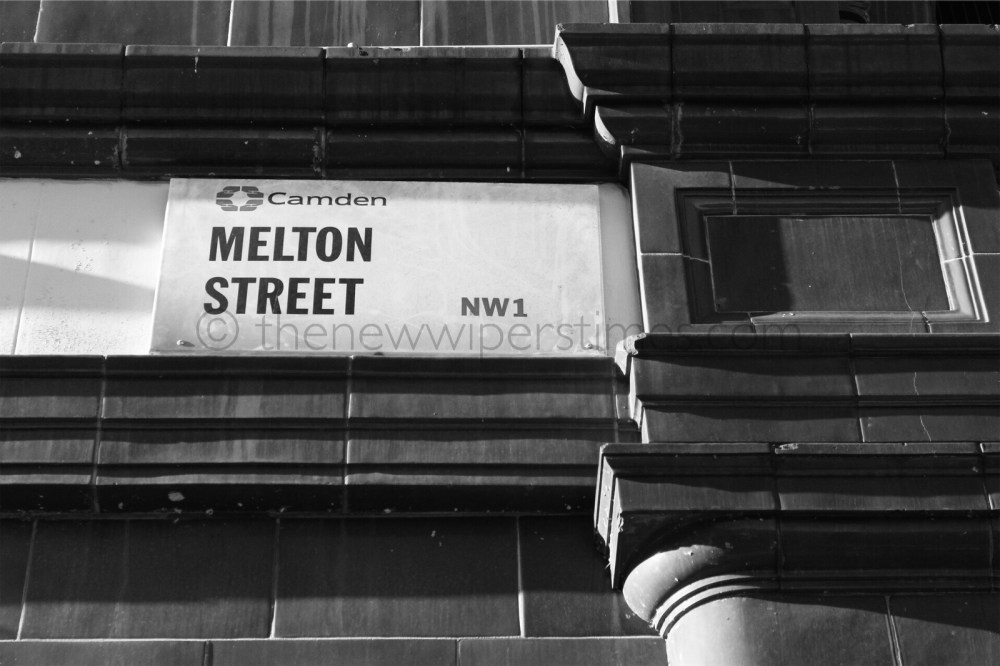 Camden
MELTON
STREET
NW1
© thenewwiperstimes.com